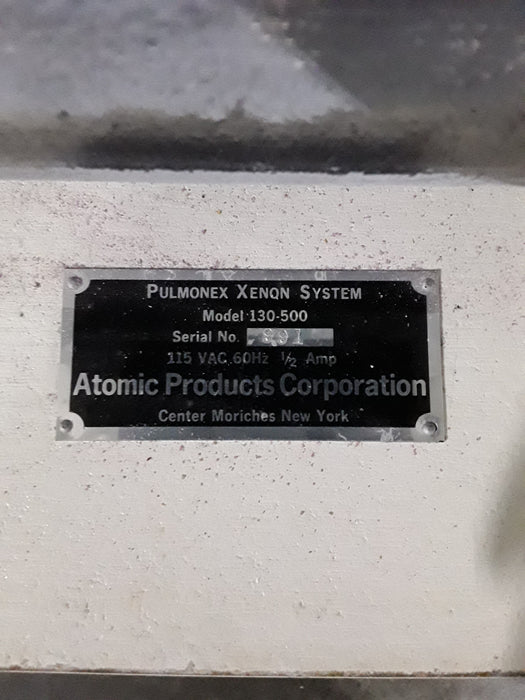 PULMONEX XENON SYSTEM
Model 130-500
Serial No. 891
115 VAC 60Hz 1/2 Amp
Atomic Products Corporation
Center Moriches New York